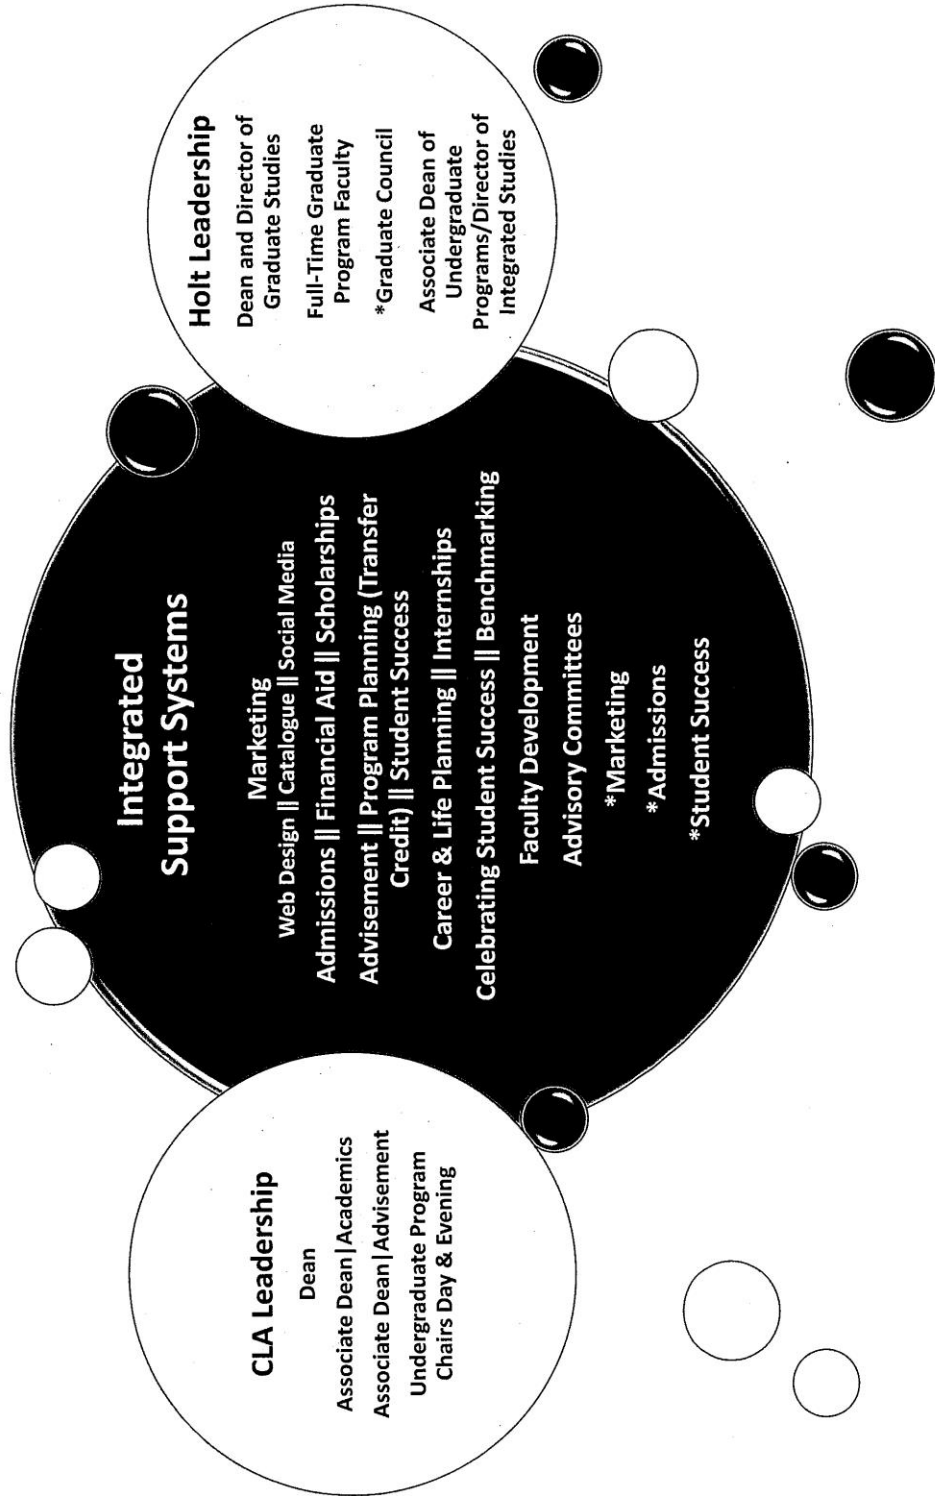 CLA Leadership
Dean
Associate Dean|Academics
Associate Dean|Advisement
Undergraduate Program
Chairs Day & Evening
Integrated
Support Systems
Marketing
Web Design || Catalogue || Social Media
Admissions || Financial Aid || Scholarships
Advisement || Program Planning (Transfer
Credit) || Student Success
Career & Life Planning || Internships
Celebrating Student Success || Benchmarking
Faculty Development
Advisory Committees
*Marketing
*Admissions
*Student Success
Holt Leadership
Dean and Director of
Graduate Studies
Full-Time Graduate
Program Faculty
*Graduate Council
Associate Dean of
Undergraduate
Programs/Director of
Integrated Studies